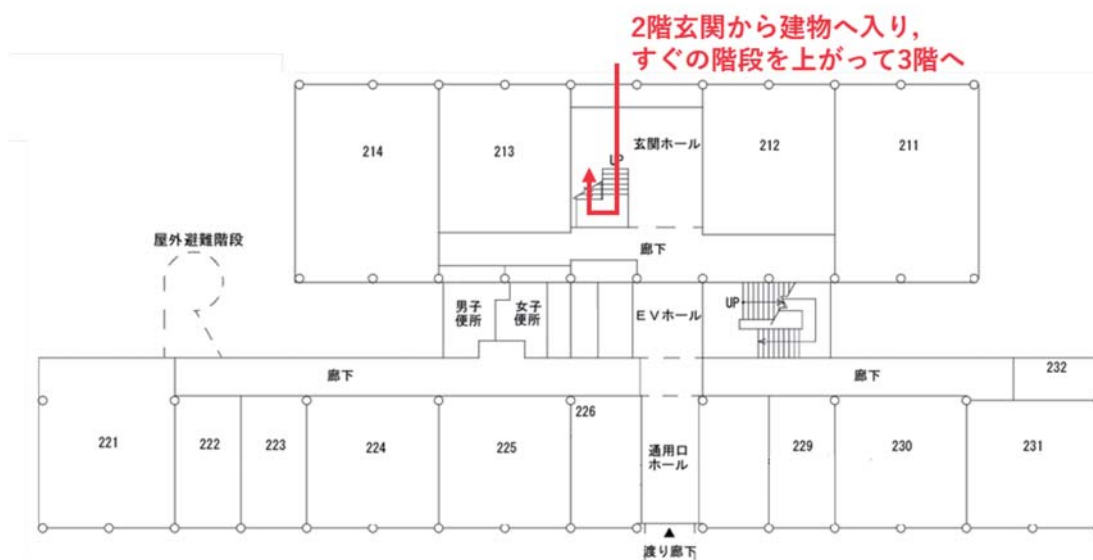 2階玄関から建物へ入り，
すぐの階段を上がって3階へ
214
213
玄関ホール
212
211
UP
屋外避難階段
廊下
男子
便所
女子
便所
EVホール
UP
廊下
廊下
232
221
222
223
224
225
226
通用口
ホール
229
230
231
渡り廊下